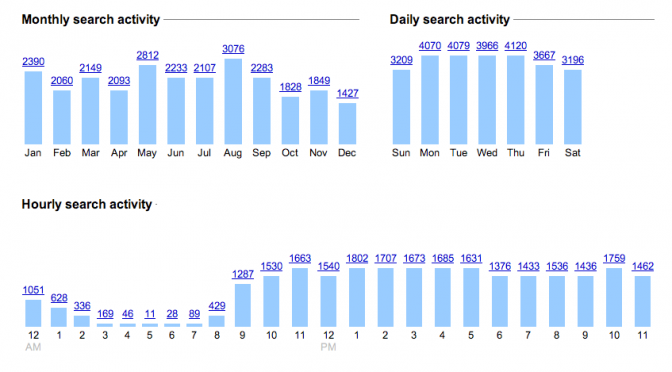 Monthly search activity
2390 2060 2149 2093 2812 2233 2107 3076 2283 1828 1849 1427
Jan Feb Mar Apr May Jun Jul Aug Sep Oct Nov Dec
Daily search activity
3209 4070 4079 3966 4120 3667 3196
Sun Mon Tue Wed Thu Fri Sat
Hourly search activity
1051 628 336 169 46 11 28 89 429 1287 1530 1663 1540 1802 1707 1673 1685 1631 1376 1433 1536 1436 1759 1462
12 1 2 3 4 5 6 7 8 9 10 11 12 1 2 3 4 5 6 7 8 9 10 11
AM PM